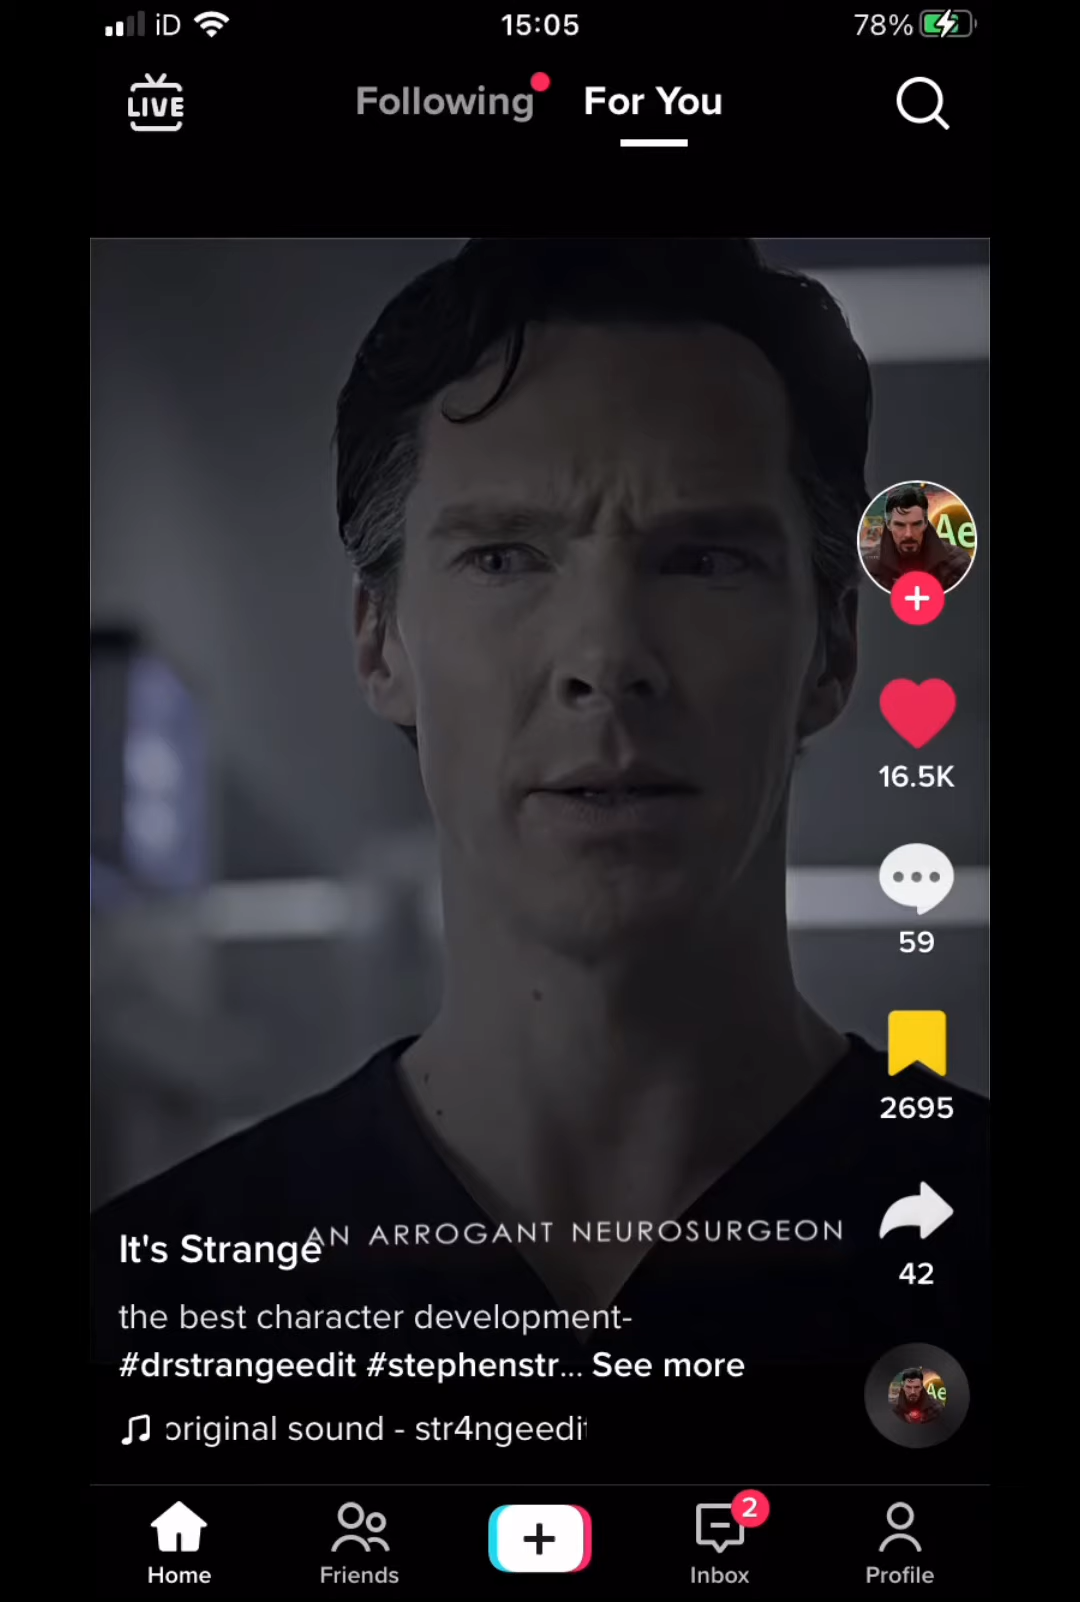 iD 15:05 78%
LIVE Following For You
Ae
16.5K
59
2695
AN ARROGANT NEUROSURGEON
It's Strange
42
the best character development-
#drstrangeedit #stephenstr... See more
Ae
original sound - str4ngeedit
2
Home Friends Inbox Profile